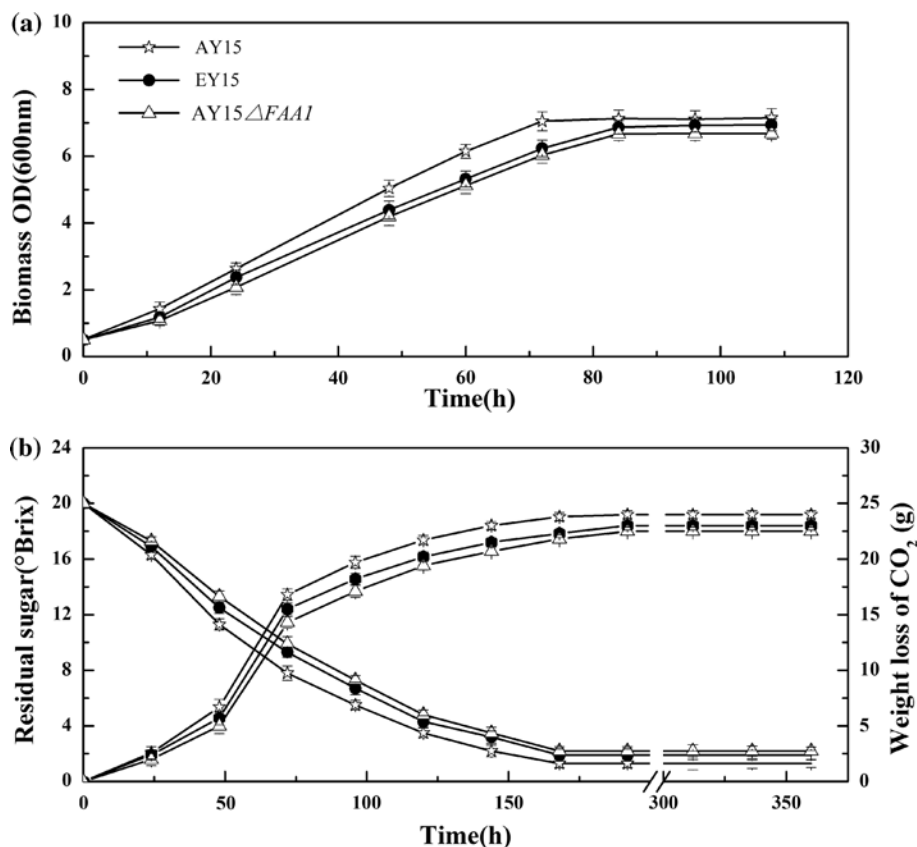 (a)
10
8
6
4
2
0
Biomass OD(600nm)
AY15
EY15
AY15△FAA1
0 20 40 60 80 100 120
Time(h)
(b)
24
20
16
12
8
4
0
Residual sugar(°Brix)
30
25
20
15
10
5
0
Weight loss of CO₂ (g)
0 50 100 150 300 350
Time(h)